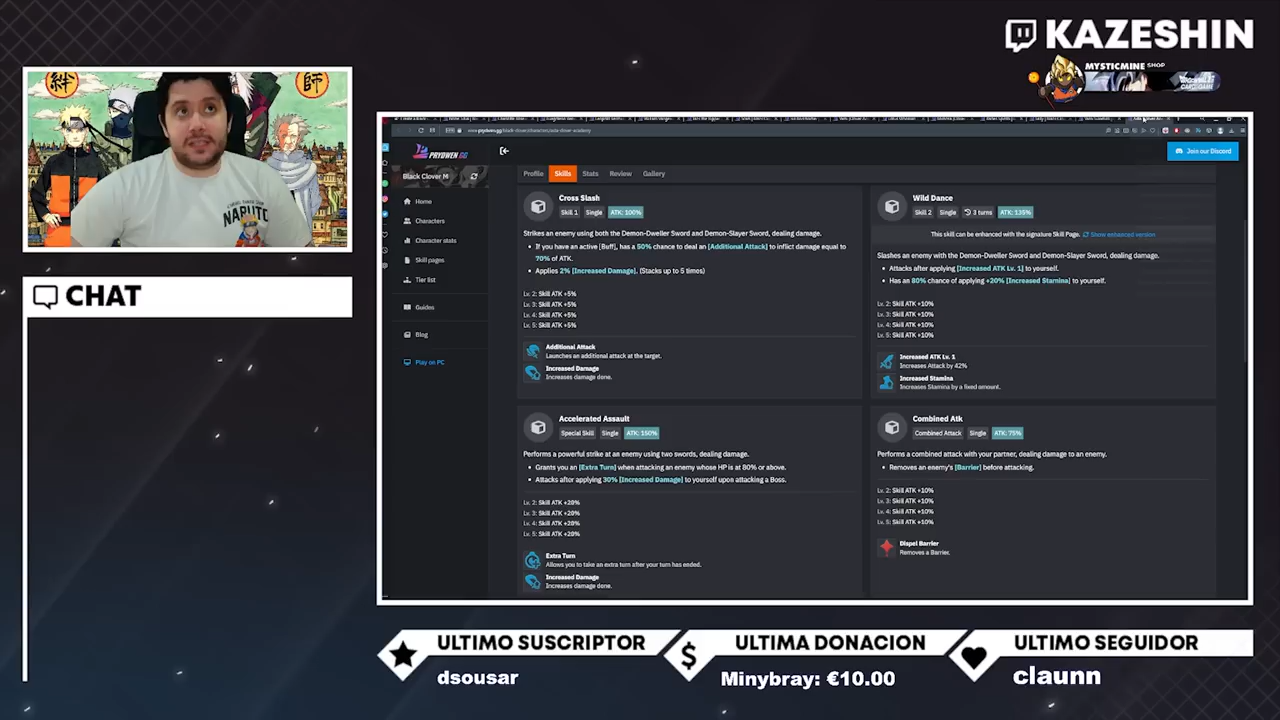 KAZESHIN
MYSTICMINE SHOP
絆
師
NARUTO
CHAT
PRYDWEN GG
Join our Discord
Black Clover M
Home
Characters
Character stats
Skill pages
Tier list
Guides
Blog
Play on PC
Profile
Skills
Stats
Review
Gallery
Cross Slash
Skill 1
Single
ATK: 100%
Strikes an enemy using both the Demon-Dweller Sword and Demon-Slayer Sword, dealing damage.
If you have an active [Buff], has a 50% chance to deal an [Additional Attack] to inflict damage equal to
70% of ATK.
Applies 2% [Increased Damage]. (Stacks up to 5 times)
Lv. 2: Skill ATK +5%
Lv. 3: Skill ATK +5%
Lv. 4: Skill ATK +5%
Lv. 5: Skill ATK +5%
Additional Attack
Launches an additional attack at the target.
Increased Damage
Increases damage done.
Wild Dance
Skill 2
Single
3 turns
ATK: 135%
This skill can be enhanced with the signature Skill Page.
Show enhanced version
Slashes an enemy with the Demon-Dweller Sword and Demon-Slayer Sword, dealing damage.
Attacks after applying [Increased ATK Lv. 1] to yourself.
Has an 80% chance of applying +20% [Increased Stamina] to yourself.
Lv. 2: Skill ATK +10%
Lv. 3: Skill ATK +10%
Lv. 4: Skill ATK +10%
Lv. 5: Skill ATK +10%
Increased ATK Lv. 1
Increases Attack by 42%
Increased Stamina
Increases Stamina by a fixed amount.
Accelerated Assault
Special Skill
Single
ATK: 150%
Performs a powerful strike at an enemy using two swords, dealing damage.
Grants you an [Extra Turn] when attacking an enemy whose HP is at 80% or above.
Attacks after applying 30% [Increased Damage] to yourself upon attacking a Boss.
Lv. 2: Skill ATK +20%
Lv. 3: Skill ATK +20%
Lv. 4: Skill ATK +20%
Lv. 5: Skill ATK +20%
Extra Turn
Allows you to take an extra turn after your turn has ended.
Increased Damage
Increases damage done.
Combined Atk
Combined Attack
Single
ATK: 75%
Performs a combined attack with your partner, dealing damage to an enemy.
Removes an enemy's [Barrier] before attacking.
Lv. 2: Skill ATK +10%
Lv. 3: Skill ATK +10%
Lv. 4: Skill ATK +10%
Lv. 5: Skill ATK +10%
Dispel Barrier
Removes a Barrier.
ULTIMO SUSCRIPTOR
dsousar
ULTIMA DONACION
Minybray: €10.00
ULTIMO SEGUIDOR
claunn